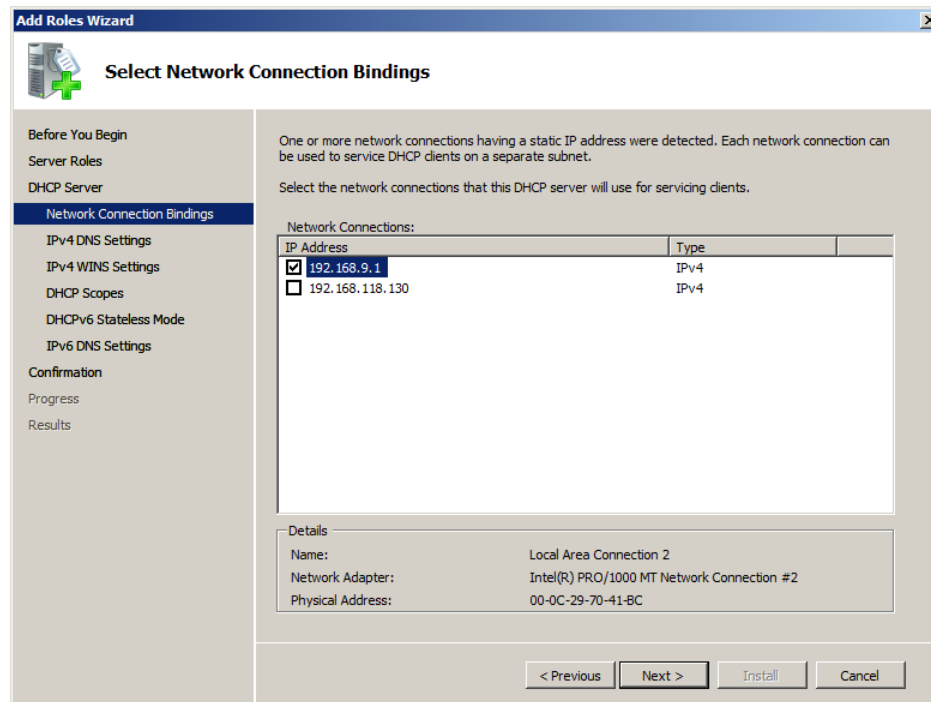 Add Roles Wizard
Select Network Connection Bindings
Before You Begin
Server Roles
DHCP Server
Network Connection Bindings
IPv4 DNS Settings
IPv4 WINS Settings
DHCP Scopes
DHCPv6 Stateless Mode
IPv6 DNS Settings
Confirmation
Progress
Results
One or more network connections having a static IP address were detected. Each network connection can
be used to service DHCP clients on a separate subnet.
Select the network connections that this DHCP server will use for servicing clients.
Network Connections:
IP Address Type
192.168.9.1 IPv4
192.168.118.130 IPv4
Details
Name: Local Area Connection 2
Network Adapter: Intel(R) PRO/1000 MT Network Connection #2
Physical Address: 00-0C-29-70-41-BC
< Previous Next > Install Cancel